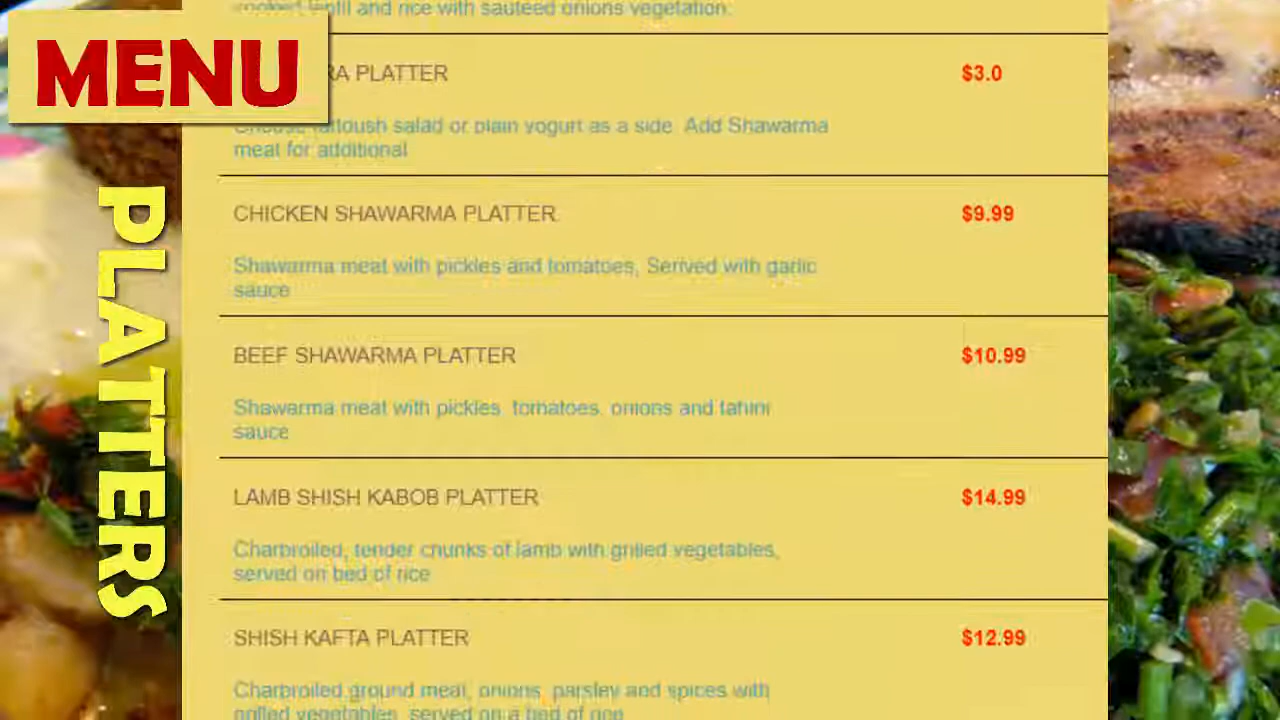 lentil and rice with sauteed onions vegetation.
MENU
PLATTER
$3.0
fattoush salad or plain yogurt as a side. Add Shawarma
meat for additional
CHICKEN SHAWARMA PLATTER
$9.99
Shawarma meat with pickles and tomatoes, Serived with garlic
sauce
BEEF SHAWARMA PLATTER
$10.99
Shawarma meat with pickles, tomatoes, onions and tahini
sauce
LAMB SHISH KABOB PLATTER
$14.99
Charbroiled, tender chunks of lamb with grilled vegetables,
served on bed of rice
SHISH KAFTA PLATTER
$12.99
Charbroiled ground meat, onions, parsley and spices with
grilled vegetables, served on a bed of rice
PLATTERS